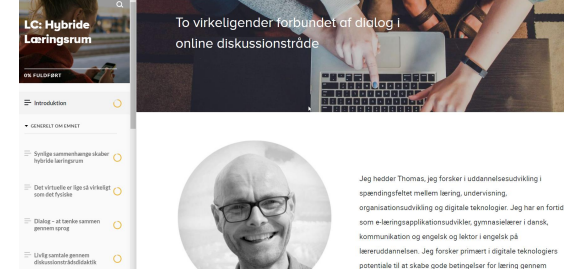 LC: Hybride
Læringsrum
0% FULDFØRT
Introduktion
GENERELT OM EMNET
Synlige sammenhænge skaber
hybride læringsrum
Det virtuelle er lige så virkeligt
som det fysiske
Dialog – at tænke sammen
gennem sprog
Livlig samtale gennem
diskussionstrådsdidaktik
To virkeligender forbundet af dialog i
online diskussionstråde
Jeg hedder Thomas, jeg forsker i uddannelsesudvikling i
spændingsfeltet mellem læring, undervisning,
organisationsudvikling og digitale teknologier. Jeg har en fortid
som e-læringsapplikationsudvikler, gymnasielærer i dansk,
kommunikation og engelsk og lektor i engelsk på
læreruddannelsen. Jeg forsker primært i digitale teknologiers
potentiale til at skabe gode betingelser for læring gennem